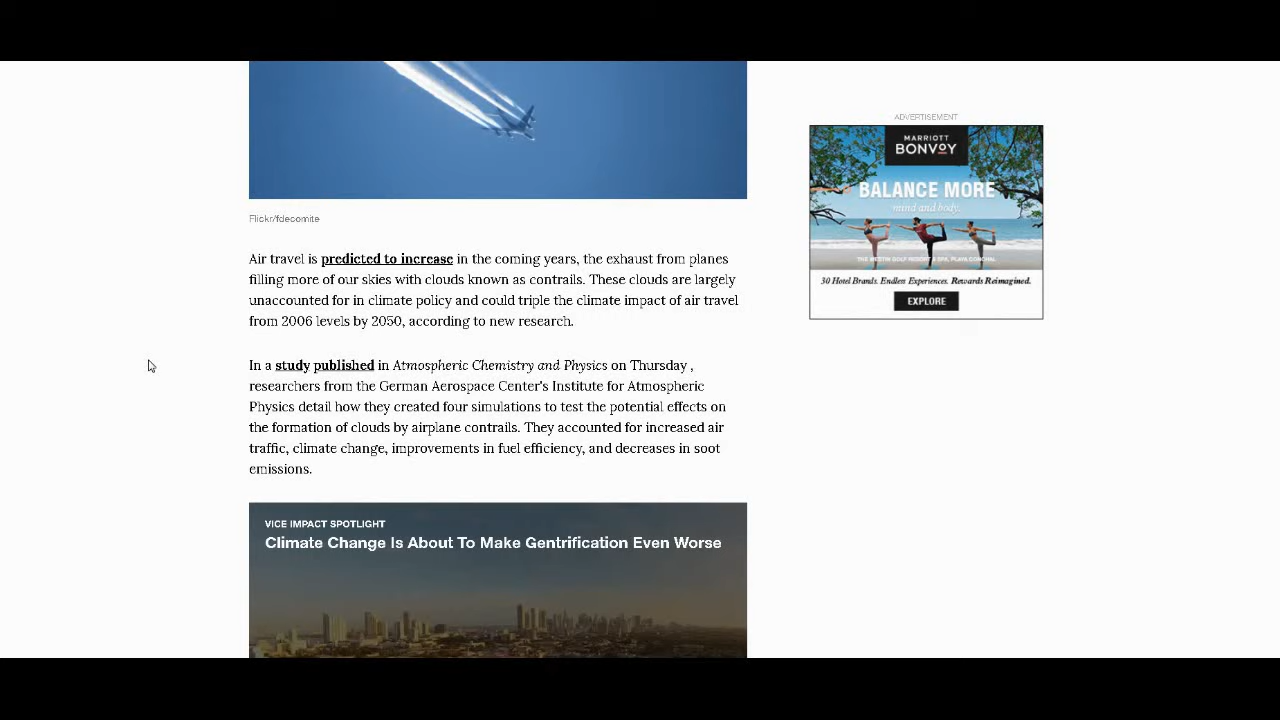 Flickr/fdecomite
Air travel is predicted to increase in the coming years, the exhaust from planes
filling more of our skies with clouds known as contrails. These clouds are largely
unaccounted for in climate policy and could triple the climate impact of air travel
from 2006 levels by 2050, according to new research.
In a study published in Atmospheric Chemistry and Physics on Thursday ,
researchers from the German Aerospace Center's Institute for Atmospheric
Physics detail how they created four simulations to test the potential effects on
the formation of clouds by airplane contrails. They accounted for increased air
traffic, climate change, improvements in fuel efficiency, and decreases in soot
emissions.
VICE IMPACT SPOTLIGHT
Climate Change Is About To Make Gentrification Even Worse
ADVERTISEMENT
MARRIOTT
BONVOY
BALANCE MORE
mind and body.
THE WESTIN GOLF RESORT & SPA, PLAYA CONCHAL
30 Hotel Brands. Endless Experiences. Rewards Reimagined.
EXPLORE